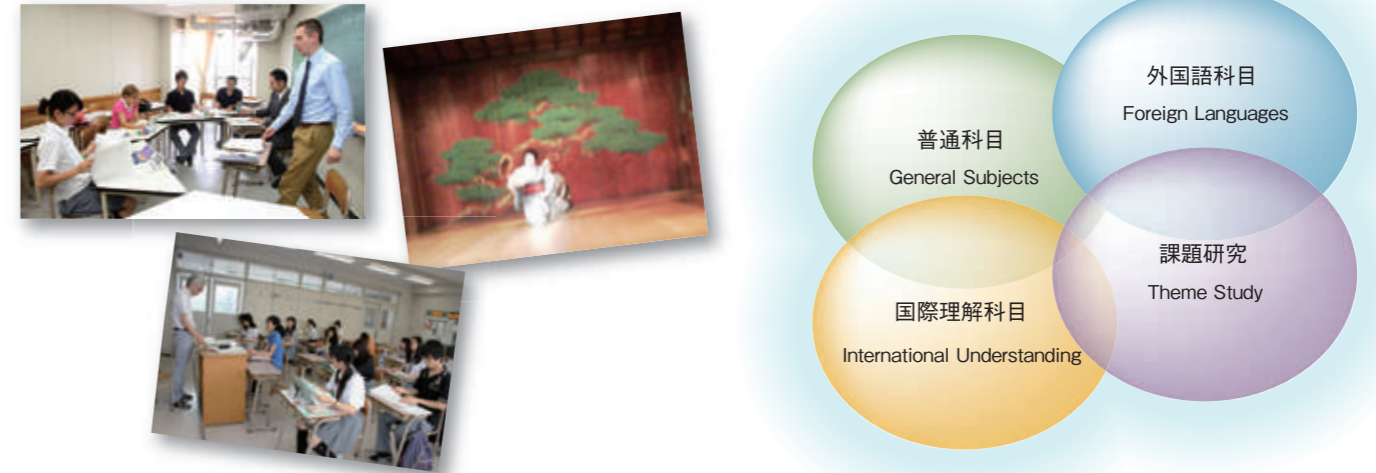 普通科目
General Subjects
外国語科目
Foreign Languages
国際理解科目
International Understanding
課題研究
Theme Study